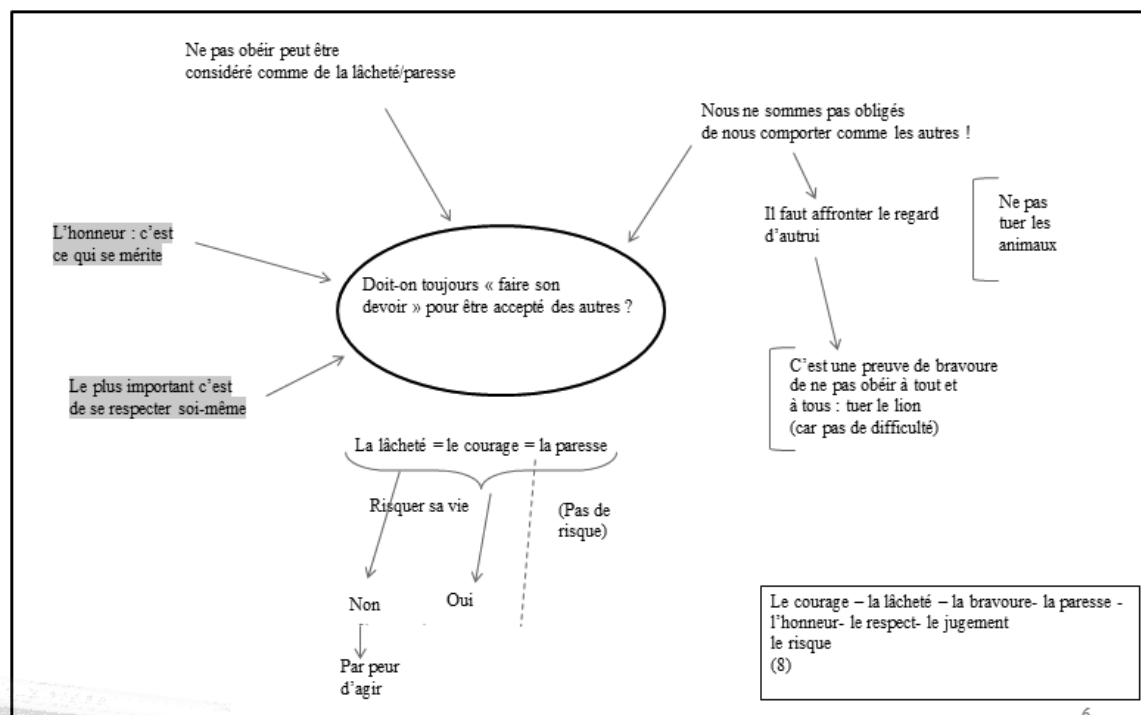 Ne pas obéir peut être
considéré comme de la lâcheté/paresse
Nous ne sommes pas obligés
de nous comporter comme les autres !
Il faut affronter le regard
d'autrui
Ne pas
tuer les
animaux
L'honneur : c'est
ce qui se mérite
Doit-on toujours « faire son
devoir » pour être accepté des autres ?
Le plus important c'est
de se respecter soi-même
C'est une preuve de bravoure
de ne pas obéir à tout et
à tous : tuer le lion
(car pas de difficulté)
La lâcheté = le courage = la paresse
Risquer sa vie
(Pas de
risque)
Non
Oui
Par peur
d'agir
Le courage – la lâcheté – la bravoure- la paresse -
l'honneur- le respect- le jugement
le risque
(8)
6